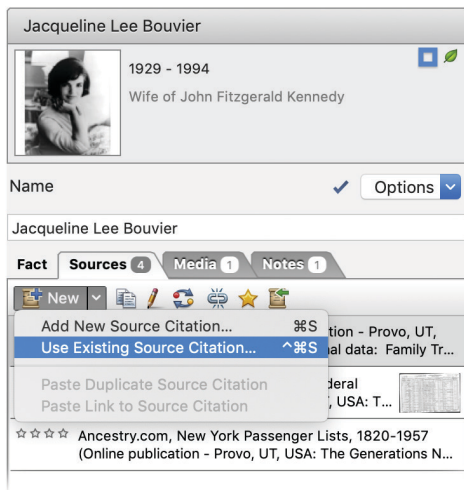 Jacqueline Lee Bouvier
1929 - 1994
Wife of John Fitzgerald Kennedy
Name
Options
Jacqueline Lee Bouvier
Fact Sources 4 Media 1 Notes 1
New
Add New Source Citation... ⌘S
Use Existing Source Citation... ^⌘S
Paste Duplicate Source Citation
Paste Link to Source Citation
tion - Provo, UT,
al data: Family Tr...
deral
, USA: T...
Ancestry.com, New York Passenger Lists, 1820-1957
(Online publication - Provo, UT, USA: The Generations N...